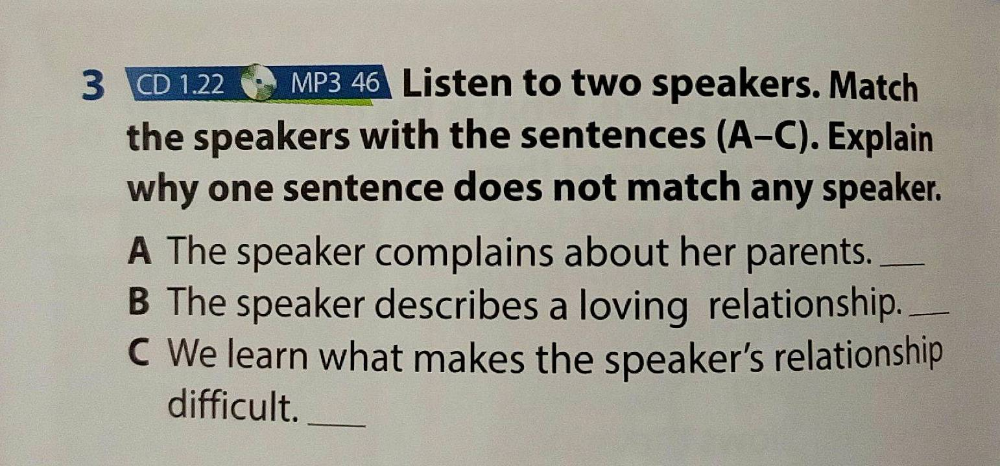 3 CD 1.22 MP3 46 Listen to two speakers. Match
the speakers with the sentences (A–C). Explain
why one sentence does not match any speaker.
A The speaker complains about her parents. ___
B The speaker describes a loving relationship. ___
C We learn what makes the speaker’s relationship
difficult. ___